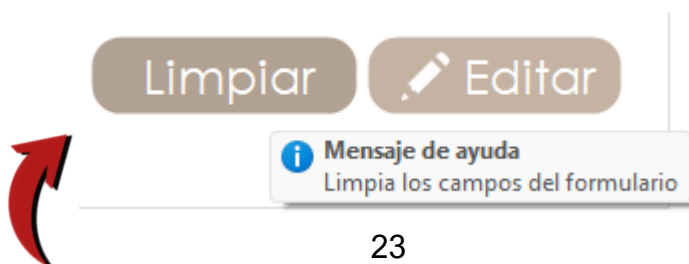 Limpiar Editar
Mensaje de ayuda
Limpia los campos del formulario
23